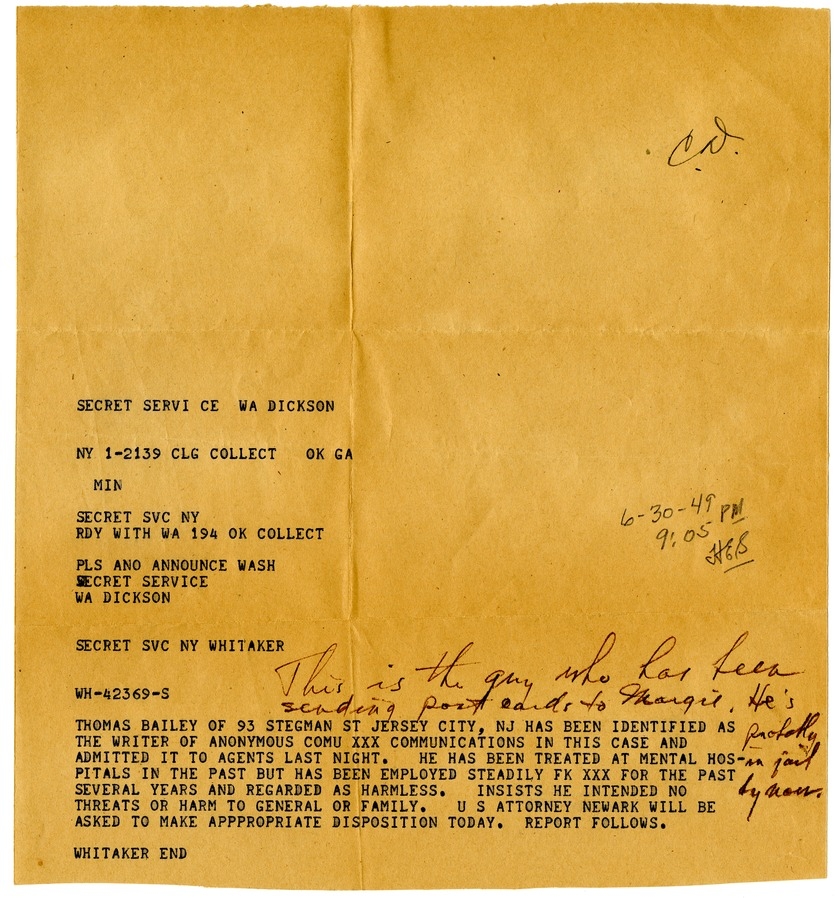 C.D.
SECRET SERVI CE  WA DICKSON
NY 1-2139 CLG COLLECT   OK GA
MIN
6-30-49 PM
9:05
HEB
SECRET SVC NY
RDY WITH WA 194 OK COLLECT
PLS ANO ANNOUNCE WASH
SECRET SERVICE
WA DICKSON
SECRET SVC NY WHITAKER
This is the guy who has been
sending post cards to Margie. He's
probably
in jail
by now.
WH-42369-S
THOMAS BAILEY OF 93 STEGMAN ST JERSEY CITY, NJ HAS BEEN IDENTIFIED AS
THE WRITER OF ANONYMOUS COMU XXX COMMUNICATIONS IN THIS CASE AND
ADMITTED IT TO AGENTS LAST NIGHT.  HE HAS BEEN TREATED AT MENTAL HOS-
PITALS IN THE PAST BUT HAS BEEN EMPLOYED STEADILY FK XXX FOR THE PAST
SEVERAL YEARS AND REGARDED AS HARMLESS.   INSISTS HE INTENDED NO
THREATS OR HARM TO GENERAL OR FAMILY.   U S ATTORNEY NEWARK WILL BE
ASKED TO MAKE APPPROPRIATE DISPOSITION TODAY.  REPORT FOLLOWS.
WHITAKER END